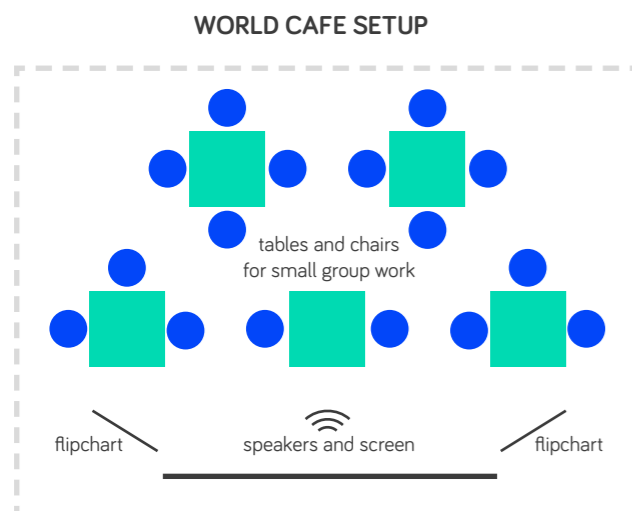 WORLD CAFE SETUP
tables and chairs
for small group work
flipchart
speakers and screen
flipchart